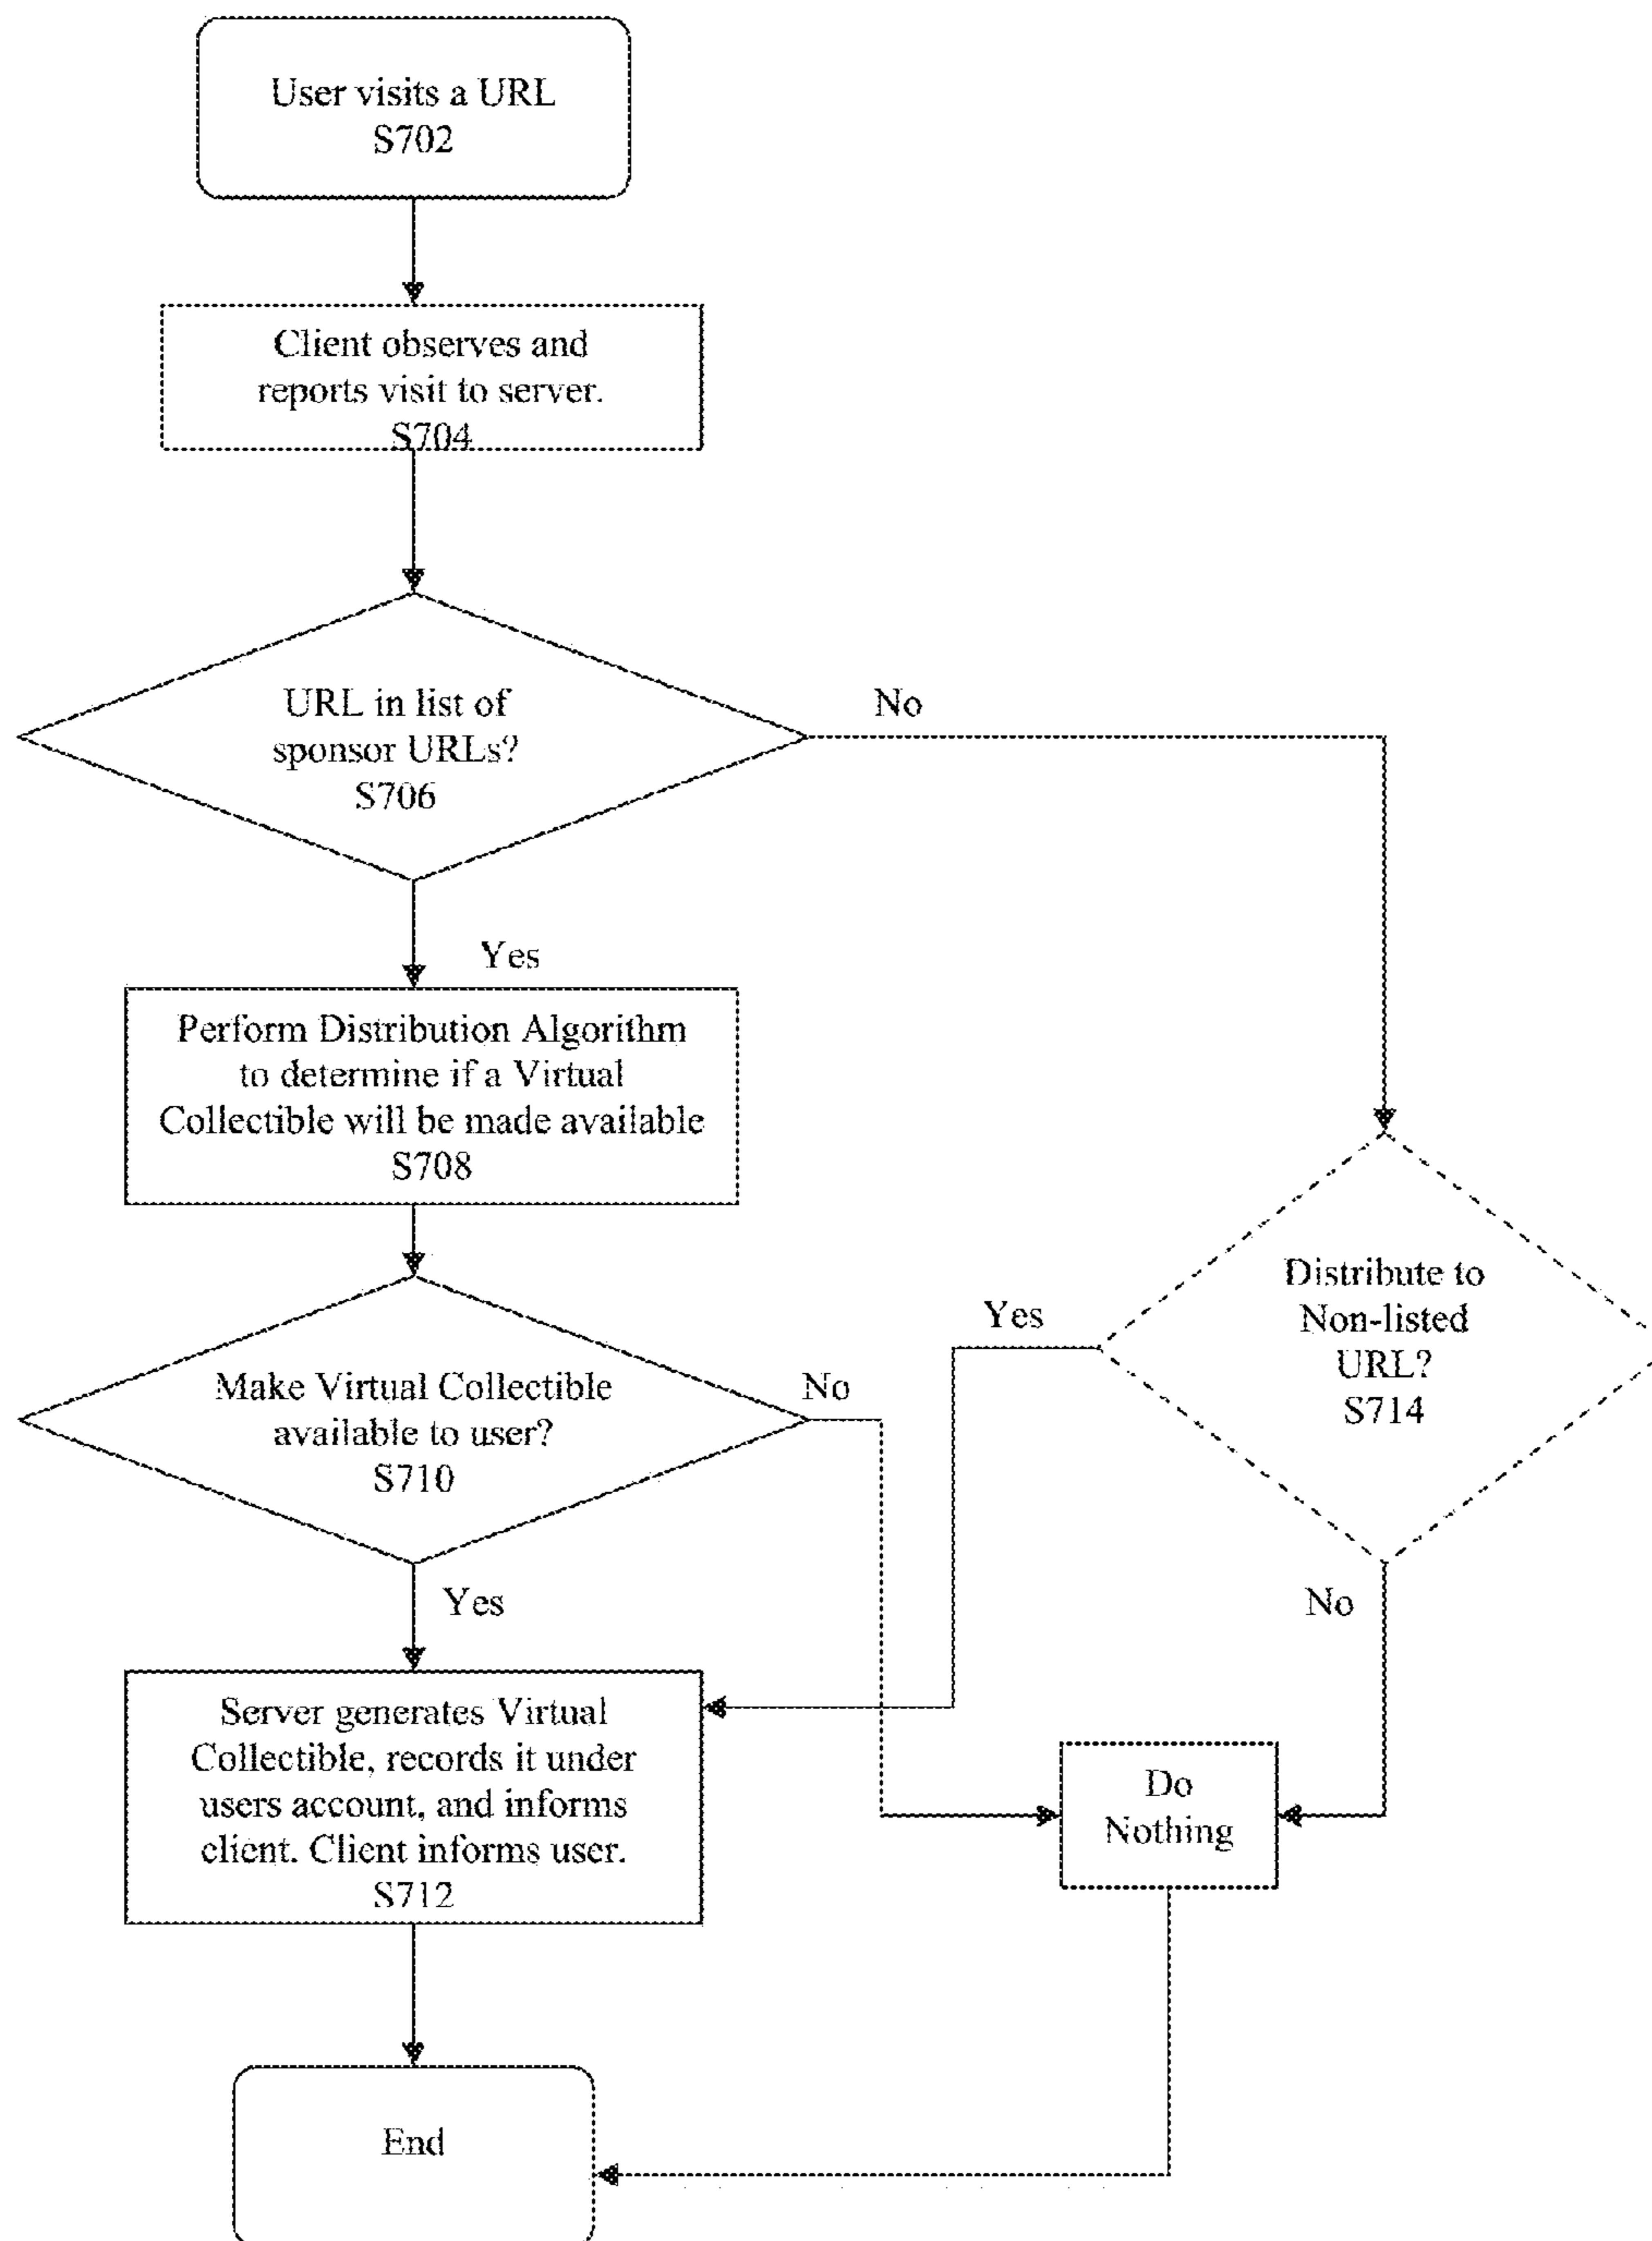 User visits a URL
S702
Client observes and
reports visit to server.
S704
URL in list of
sponsor URLs?
S706
No
Yes
Perform Distribution Algorithm
to determine if a Virtual
Collectible will be made available
S708
Distribute to
Non-listed
URL?
S714
Yes
No
Make Virtual Collectible
available to user?
S710
No
Yes
Server generates Virtual
Collectible, records it under
users account, and informs
client. Client informs user.
S712
Do
Nothing
End